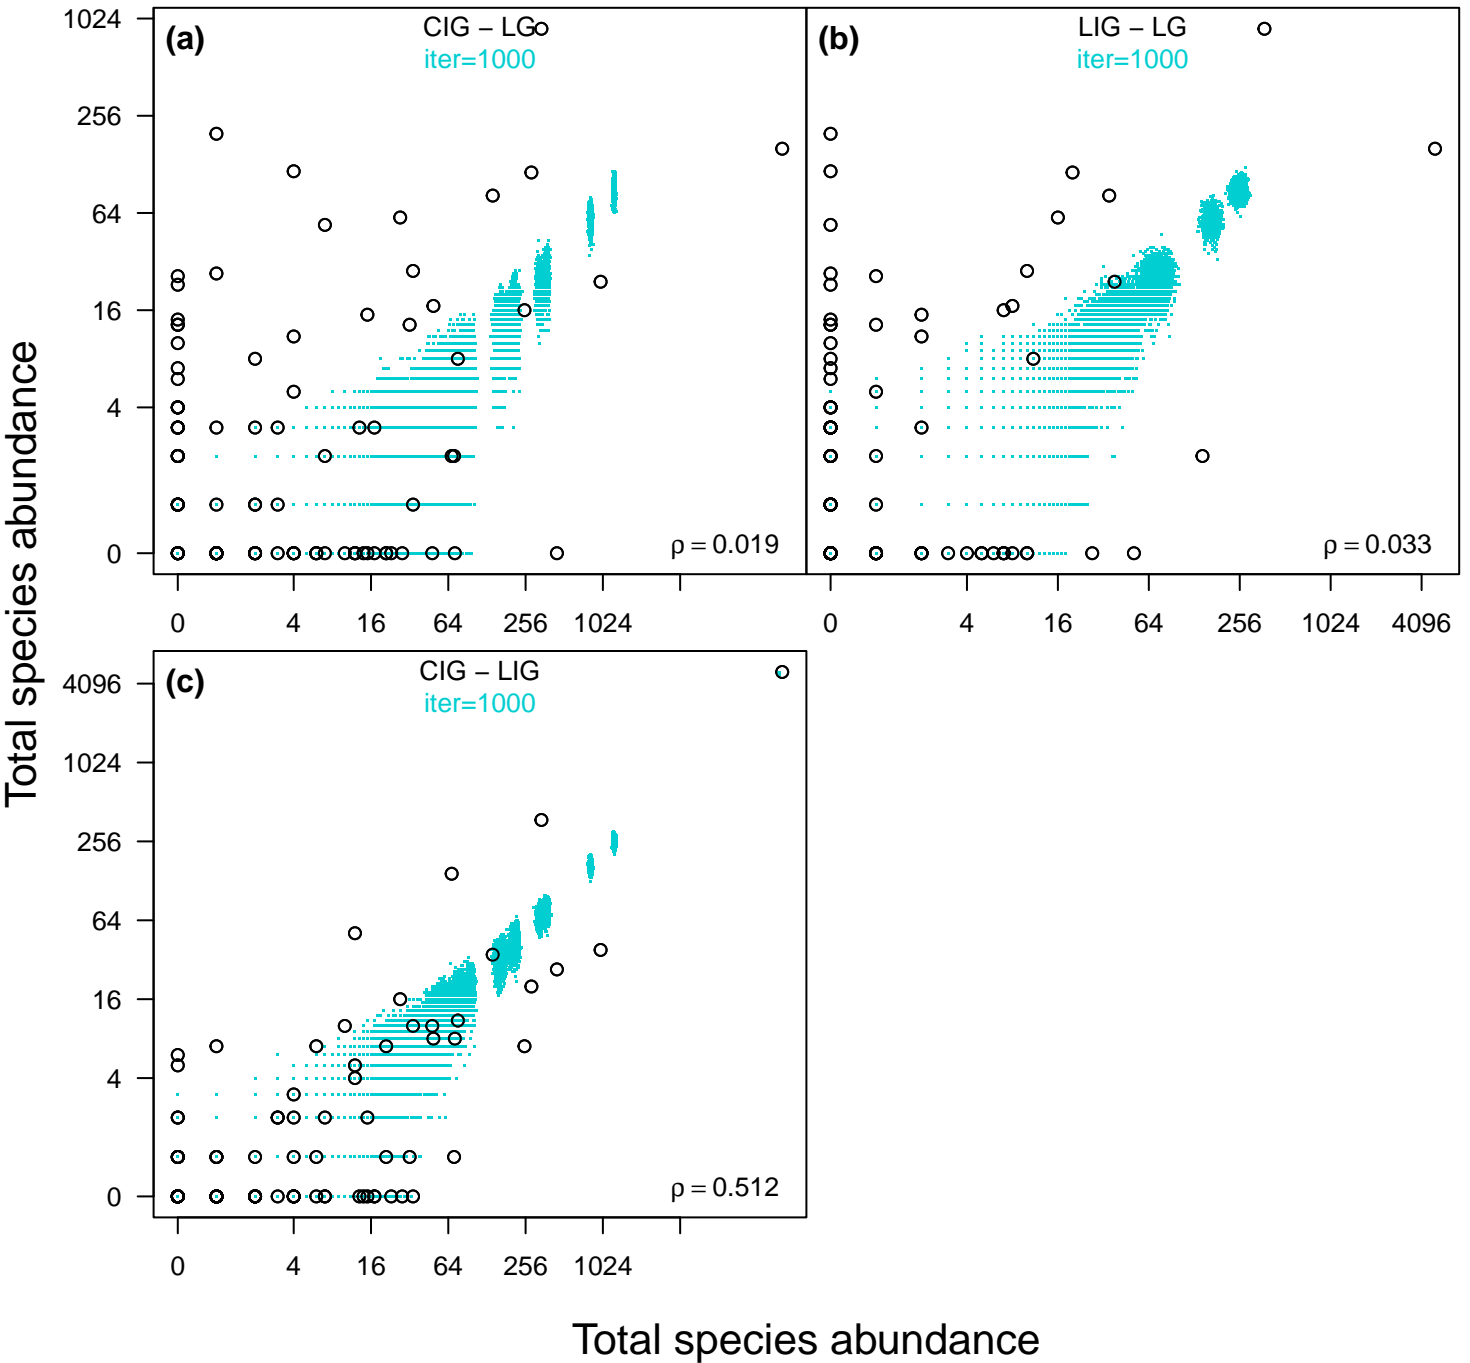 Total species abundance
(a)
CIG – LG
iter=1000
1024
256
64
16
4
0
ρ = 0.019
0 4 16 64 256 1024
(b)
LIG – LG
iter=1000
ρ = 0.033
0 4 16 64 256 1024 4096
(c)
CIG – LIG
iter=1000
4096
1024
256
64
16
4
0
ρ = 0.512
0 4 16 64 256 1024
Total species abundance